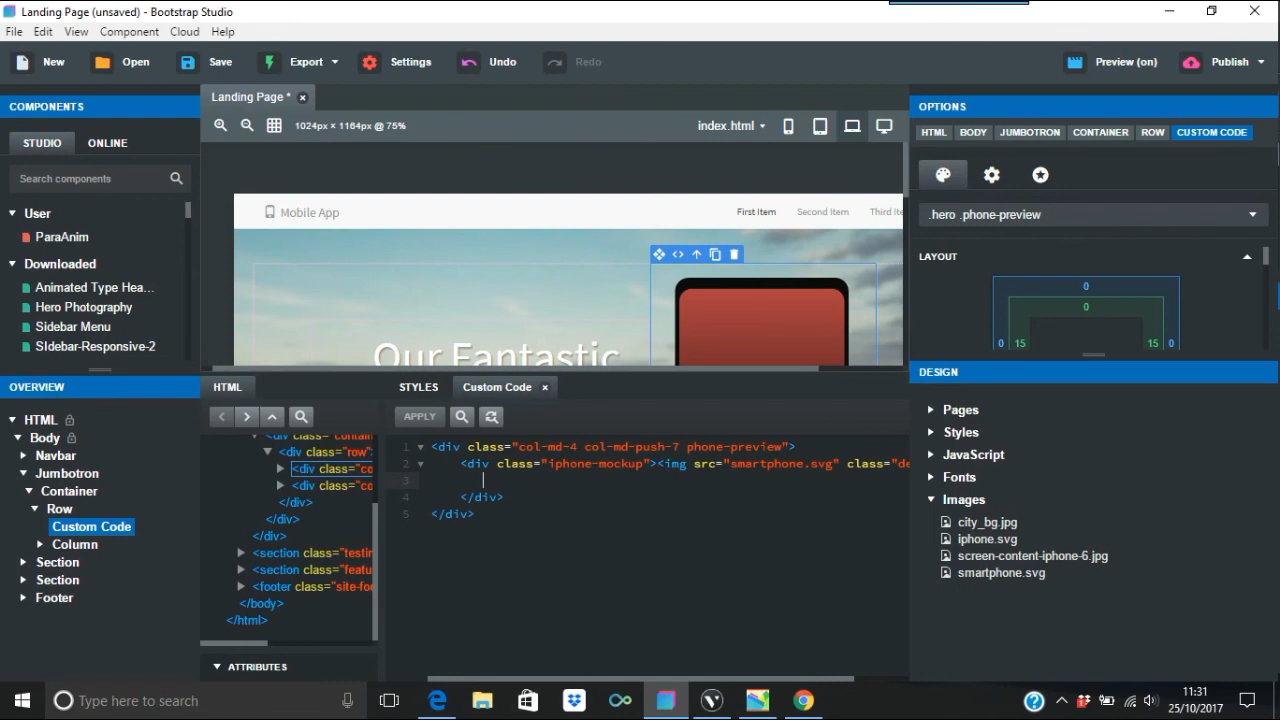 Landing Page (unsaved) - Bootstrap Studio
File Edit View Component Cloud Help
New Open Save Export Settings Undo Redo Preview (on) Publish
COMPONENTS
STUDIO ONLINE
Search components
User
ParaAnim
Downloaded
Animated Type Hea...
Hero Photography
Sidebar Menu
SIdebar-Responsive-2
Landing Page *
1024px × 1164px @ 75%
index.html
Mobile App
First Item Second Item Third Ite
Our Fantastic
OPTIONS
HTML BODY JUMBOTRON CONTAINER ROW CUSTOM CODE
.hero .phone-preview
LAYOUT
0
0
0 15 15 0
OVERVIEW
HTML
Body
Navbar
Jumbotron
Container
Row
Custom Code
Column
Section
Section
Footer
HTML
<div class="contain
<div class="row"
<div class="co
<div class="co
</div>
</div>
</div>
<section class="testin
<section class="featu
<footer class="site-foo
</body>
</html>
ATTRIBUTES
STYLES Custom Code
APPLY
1 <div class="col-md-4 col-md-push-7 phone-preview">
2 <div class="iphone-mockup"><img src="smartphone.svg" class="de
3
4 </div>
5 </div>
DESIGN
Pages
Styles
JavaScript
Fonts
Images
city_bg.jpg
iphone.svg
screen-content-iphone-6.jpg
smartphone.svg
Type here to search
11:31
25/10/2017